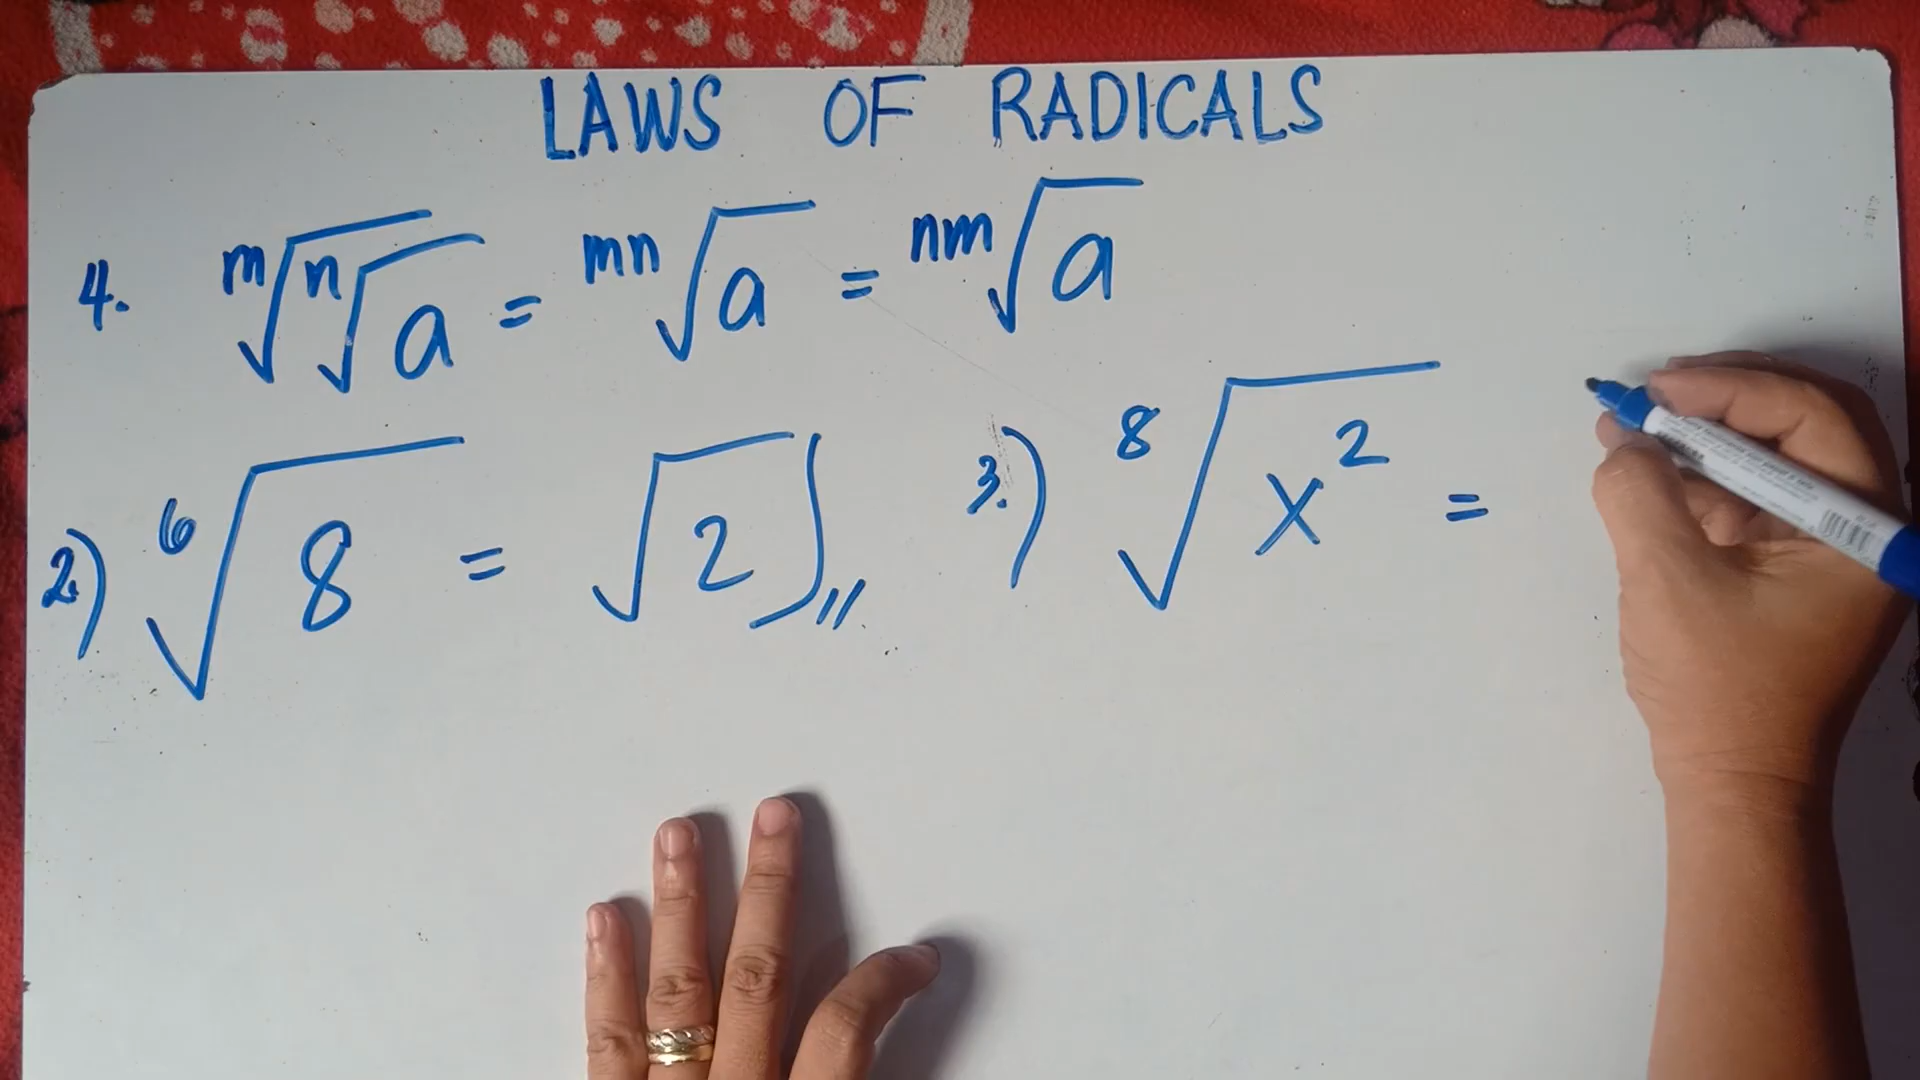 LAWS OF RADICALS
4. ᵐ√ⁿ√a = ᵐⁿ√a = ⁿᵐ√a
2.) ⁶√8 = √2 //
3.) ⁸√x² =